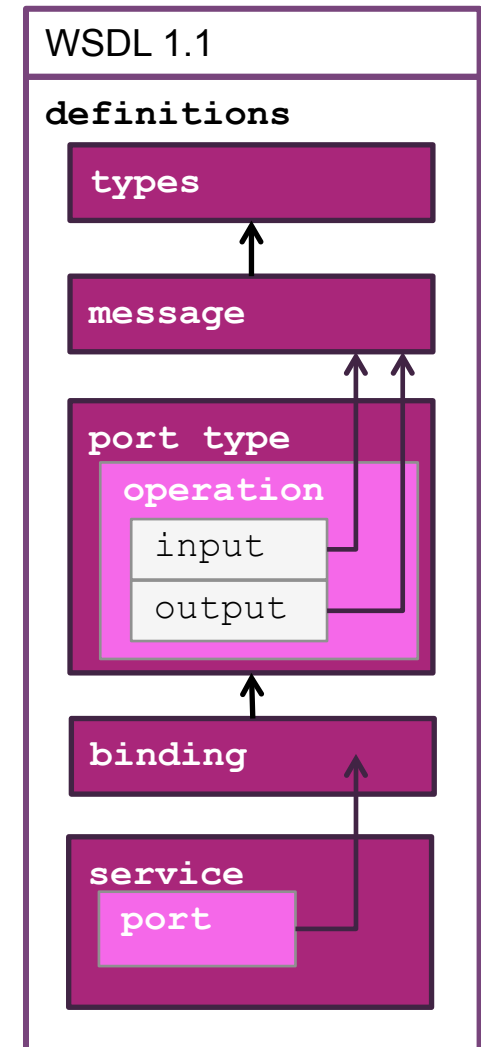 WSDL 1.1
definitions
types
message
port type
operation
input
output
binding
service
port